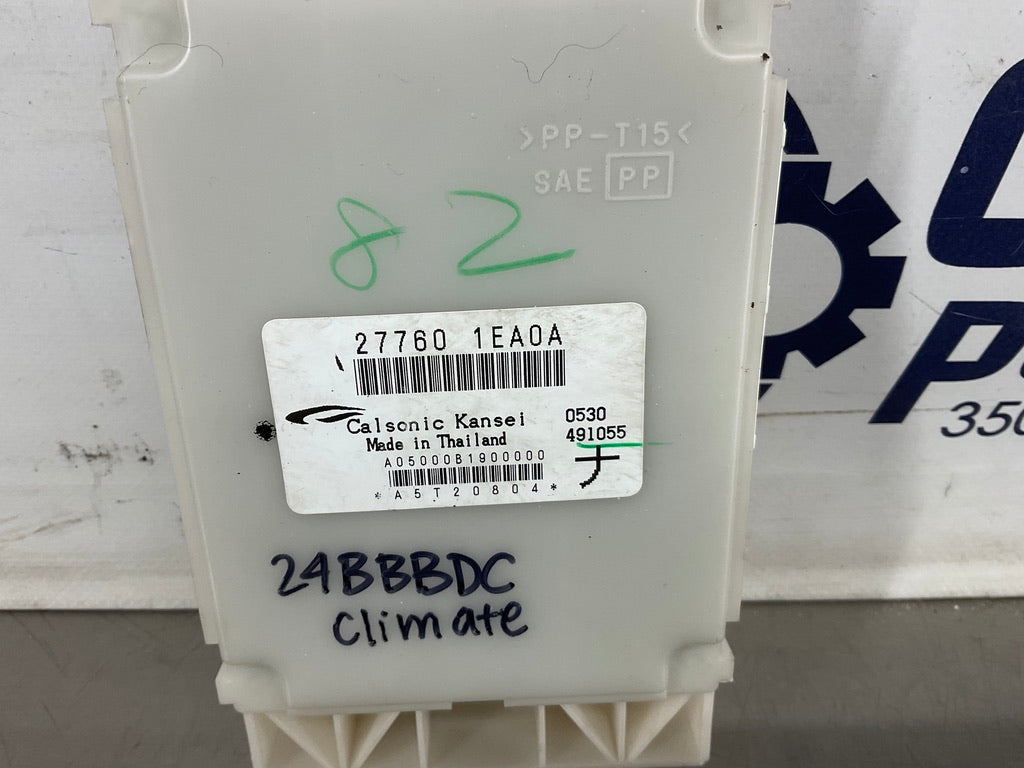 >PP-T15<
SAE PP
82
27760 1EA0A
Calsonic Kansei
Made in Thailand
0530
491055
A05000B1900000
*A5T20804*
24BBBDC
climate
350